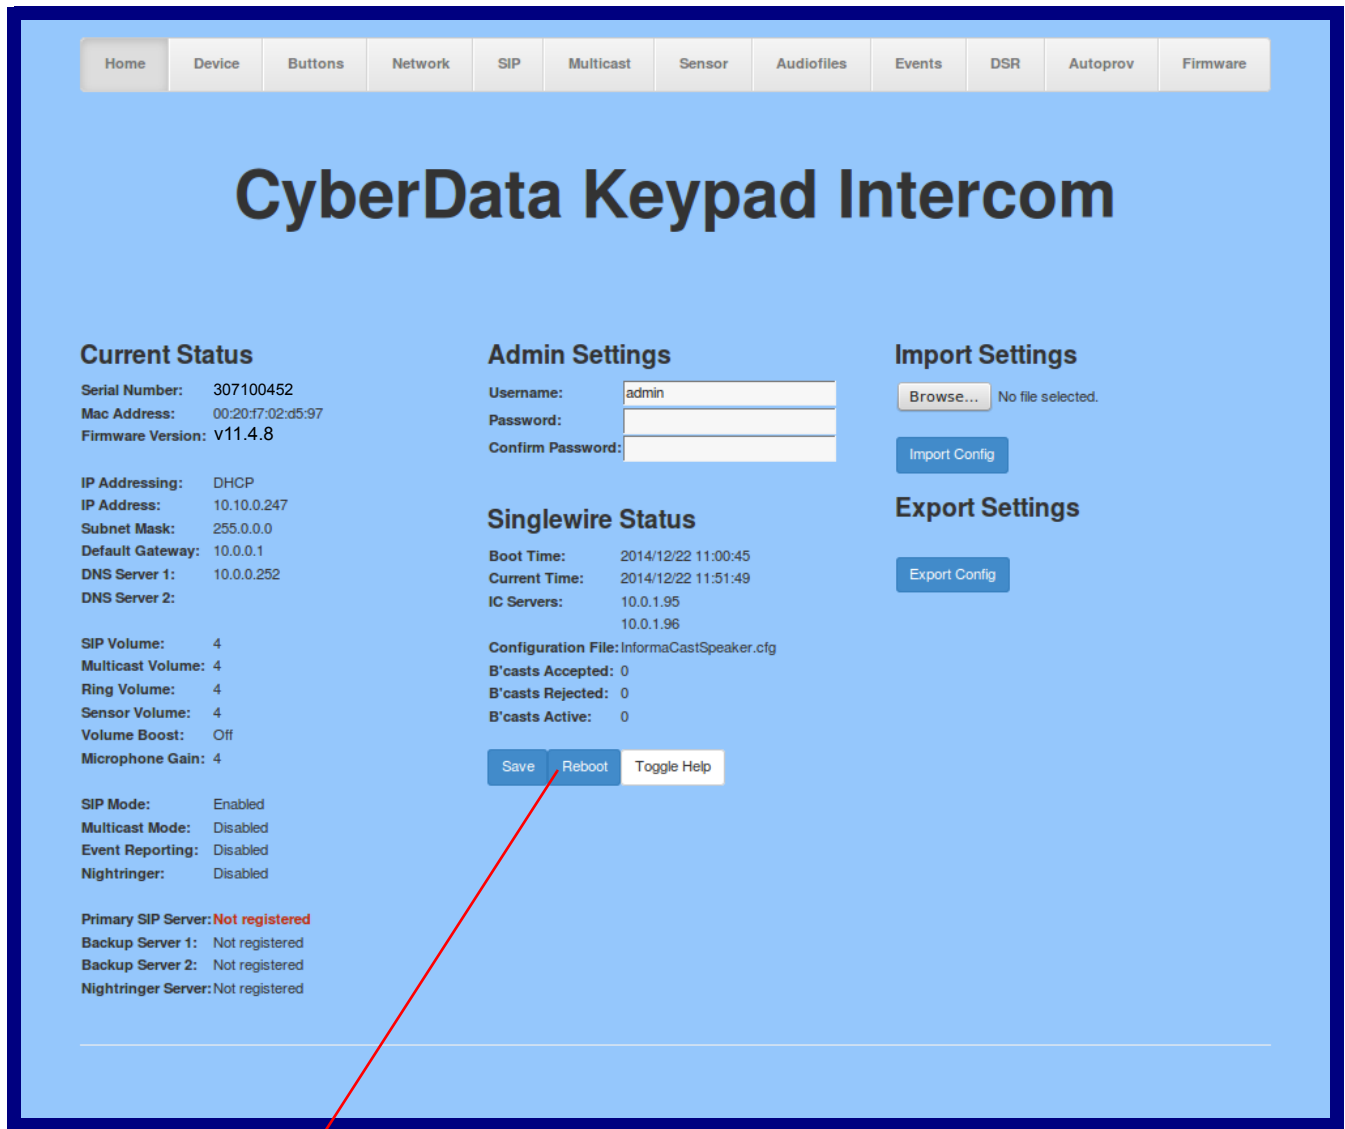 Home Device Buttons Network SIP Multicast Sensor Audiofiles Events DSR Autoprov Firmware
CyberData Keypad Intercom
Current Status
Serial Number: 307100452
Mac Address: 00:20:f7:02:d5:97
Firmware Version: v11.4.8
IP Addressing: DHCP
IP Address: 10.10.0.247
Subnet Mask: 255.0.0.0
Default Gateway: 10.0.0.1
DNS Server 1: 10.0.0.252
DNS Server 2:
SIP Volume: 4
Multicast Volume: 4
Ring Volume: 4
Sensor Volume: 4
Volume Boost: Off
Microphone Gain: 4
SIP Mode: Enabled
Multicast Mode: Disabled
Event Reporting: Disabled
Nightringer: Disabled
Primary SIP Server: Not registered
Backup Server 1: Not registered
Backup Server 2: Not registered
Nightringer Server: Not registered
Admin Settings
Username: admin
Password:
Confirm Password:
Singlewire Status
Boot Time: 2014/12/22 11:00:45
Current Time: 2014/12/22 11:51:49
IC Servers: 10.0.1.95
10.0.1.96
Configuration File: InformaCastSpeaker.cfg
B'casts Accepted: 0
B'casts Rejected: 0
B'casts Active: 0
Save Reboot Toggle Help
Import Settings
Browse... No file selected.
Import Config
Export Settings
Export Config